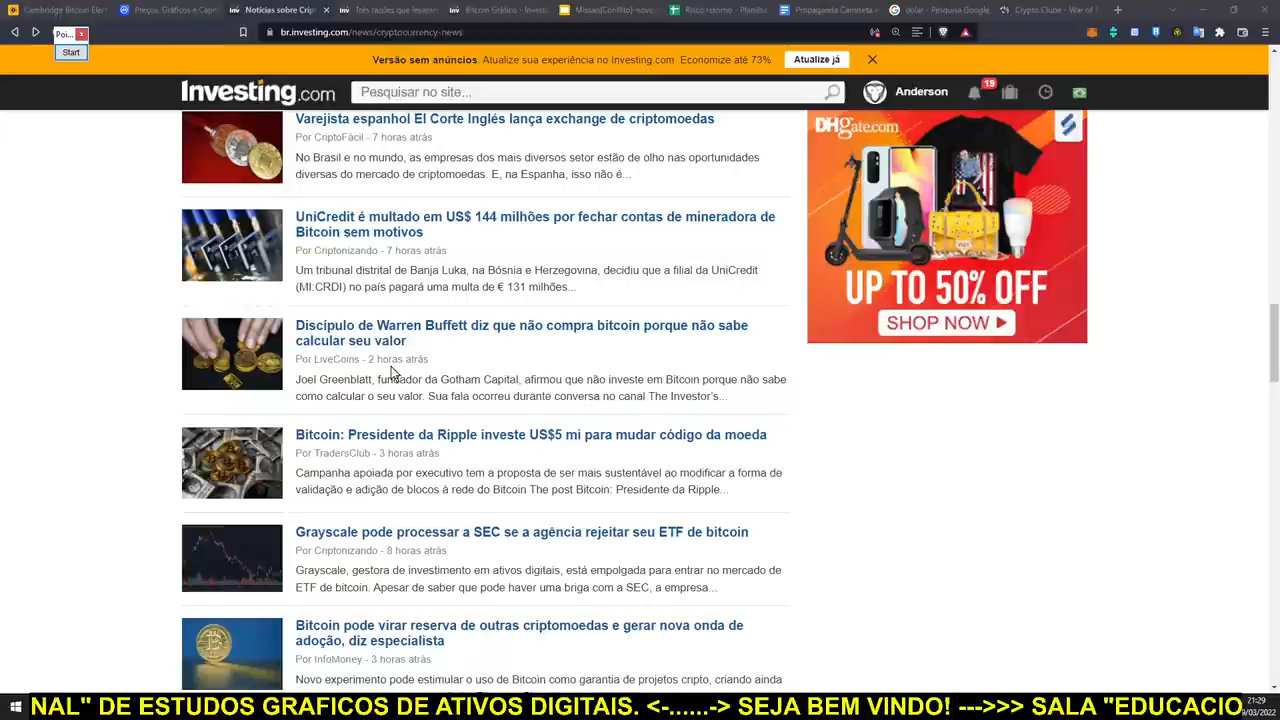 Cambridge Bitcoin Elec
Preços, Gráficos e Capit
Notícias sobre Crip
Três razões que levaram
Bitcoin Gráfico - Investi
Missao[Conflito]-novo
Risco:retorno - Planilha
Propaganda Camiseta
dolar - Pesquisa Google
Crypto Clube - War of
Poi...
Start
br.investing.com/news/cryptocurrency-news
Versão sem anúncios. Atualize sua experiência no Investing.com Economize até 73%
Atualize já
Investing.com
Pesquisar no site...
Anderson
19
Varejista espanhol El Corte Inglés lança exchange de criptomoedas
Por CriptoFácil - 7 horas atrás
No Brasil e no mundo, as empresas dos mais diversos setor estão de olho nas oportunidades
diversas do mercado de criptomoedas. E, na Espanha, isso não é...
UniCredit é multado em US$ 144 milhões por fechar contas de mineradora de
Bitcoin sem motivos
Por Criptonizando - 7 horas atrás
Um tribunal distrital de Banja Luka, na Bósnia e Herzegovina, decidiu que a filial da UniCredit
(MI:CRDI) no país pagará uma multa de € 131 milhões...
Discípulo de Warren Buffett diz que não compra bitcoin porque não sabe
calcular seu valor
Por LiveCoins - 2 horas atrás
Joel Greenblatt, fundador da Gotham Capital, afirmou que não investe em Bitcoin porque não sabe
como calcular o seu valor. Sua fala ocorreu durante conversa no canal The Investor's...
Bitcoin: Presidente da Ripple investe US$5 mi para mudar código da moeda
Por TradersClub - 3 horas atrás
Campanha apoiada por executivo tem a proposta de ser mais sustentável ao modificar a forma de
validação e adição de blocos à rede do Bitcoin The post Bitcoin: Presidente da Ripple...
Grayscale pode processar a SEC se a agência rejeitar seu ETF de bitcoin
Por Criptonizando - 8 horas atrás
Grayscale, gestora de investimento em ativos digitais, está empolgada para entrar no mercado de
ETF de bitcoin. Apesar de saber que pode haver uma briga com a SEC, a empresa...
Bitcoin pode virar reserva de outras criptomoedas e gerar nova onda de
adoção, diz especialista
Por InfoMoney - 3 horas atrás
Novo experimento pode estimular o uso de Bitcoin como garantia de projetos cripto, criando ainda
DHgate.com
UP TO 50% OFF
SHOP NOW
NAL" DE ESTUDOS GRAFICOS DE ATIVOS DIGITAIS. <-......-> SEJA BEM VINDO! --->>> SALA "EDUCACIO
21:29
/03/2022